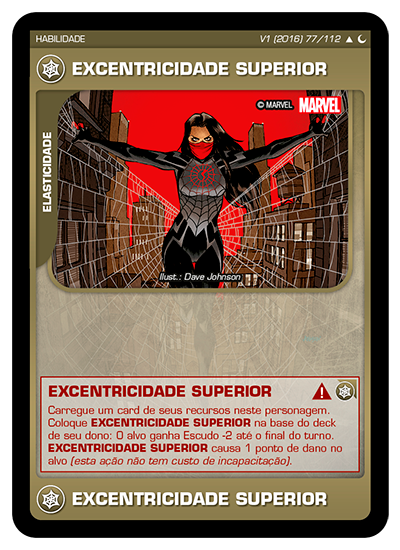 HABILIDADE V1 (2016) 77/112
EXCENTRICIDADE SUPERIOR
© MARVEL MARVEL
ELASTICIDADE
Ilust.: Dave Johnson
EXCENTRICIDADE SUPERIOR
Carregue um card de seus recursos neste personagem.
Coloque EXCENTRICIDADE SUPERIOR na base do deck
de seu dono: O alvo ganha Escudo -2 até o final do turno.
EXCENTRICIDADE SUPERIOR causa 1 ponto de dano no
alvo (esta ação não tem custo de incapacitação).
EXCENTRICIDADE SUPERIOR